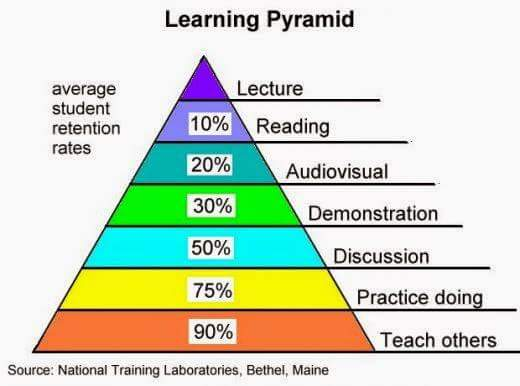 Learning Pyramid
average
student
retention
rates
Lecture
10% Reading
20% Audiovisual
30% Demonstration
50% Discussion
75% Practice doing
90% Teach others
Source: National Training Laboratories, Bethel, Maine